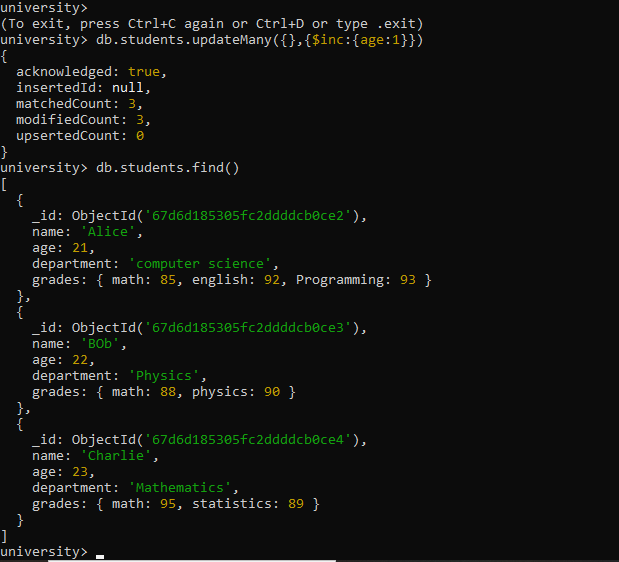 university>
(To exit, press Ctrl+C again or Ctrl+D or type .exit)
university> db.students.updateMany({},{$inc:{age:1}})
{
  acknowledged: true,
  insertedId: null,
  matchedCount: 3,
  modifiedCount: 3,
  upsertedCount: 0
}
university> db.students.find()
[
  {
    _id: ObjectId('67d6d185305fc2ddddcb0ce2'),
    name: 'Alice',
    age: 21,
    department: 'computer science',
    grades: { math: 85, english: 92, Programming: 93 }
  },
  {
    _id: ObjectId('67d6d185305fc2ddddcb0ce3'),
    name: 'BOb',
    age: 22,
    department: 'Physics',
    grades: { math: 88, physics: 90 }
  },
  {
    _id: ObjectId('67d6d185305fc2ddddcb0ce4'),
    name: 'Charlie',
    age: 23,
    department: 'Mathematics',
    grades: { math: 95, statistics: 89 }
  }
]
university>